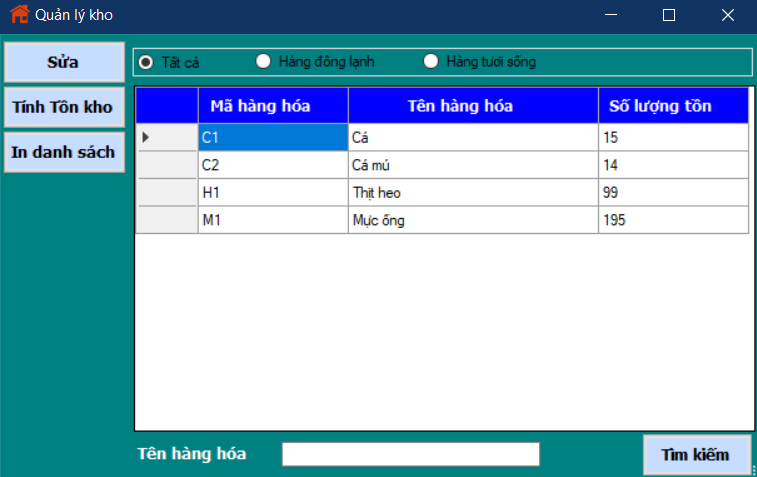 Quản lý kho
Sửa
Tất cả Hàng đông lạnh Hàng tươi sống
Tính Tồn kho
Mã hàng hóa Tên hàng hóa Số lượng tồn
In danh sách
C1 Cá 15
C2 Cá mú 14
H1 Thịt heo 99
M1 Mực ống 195
Tên hàng hóa
Tìm kiếm